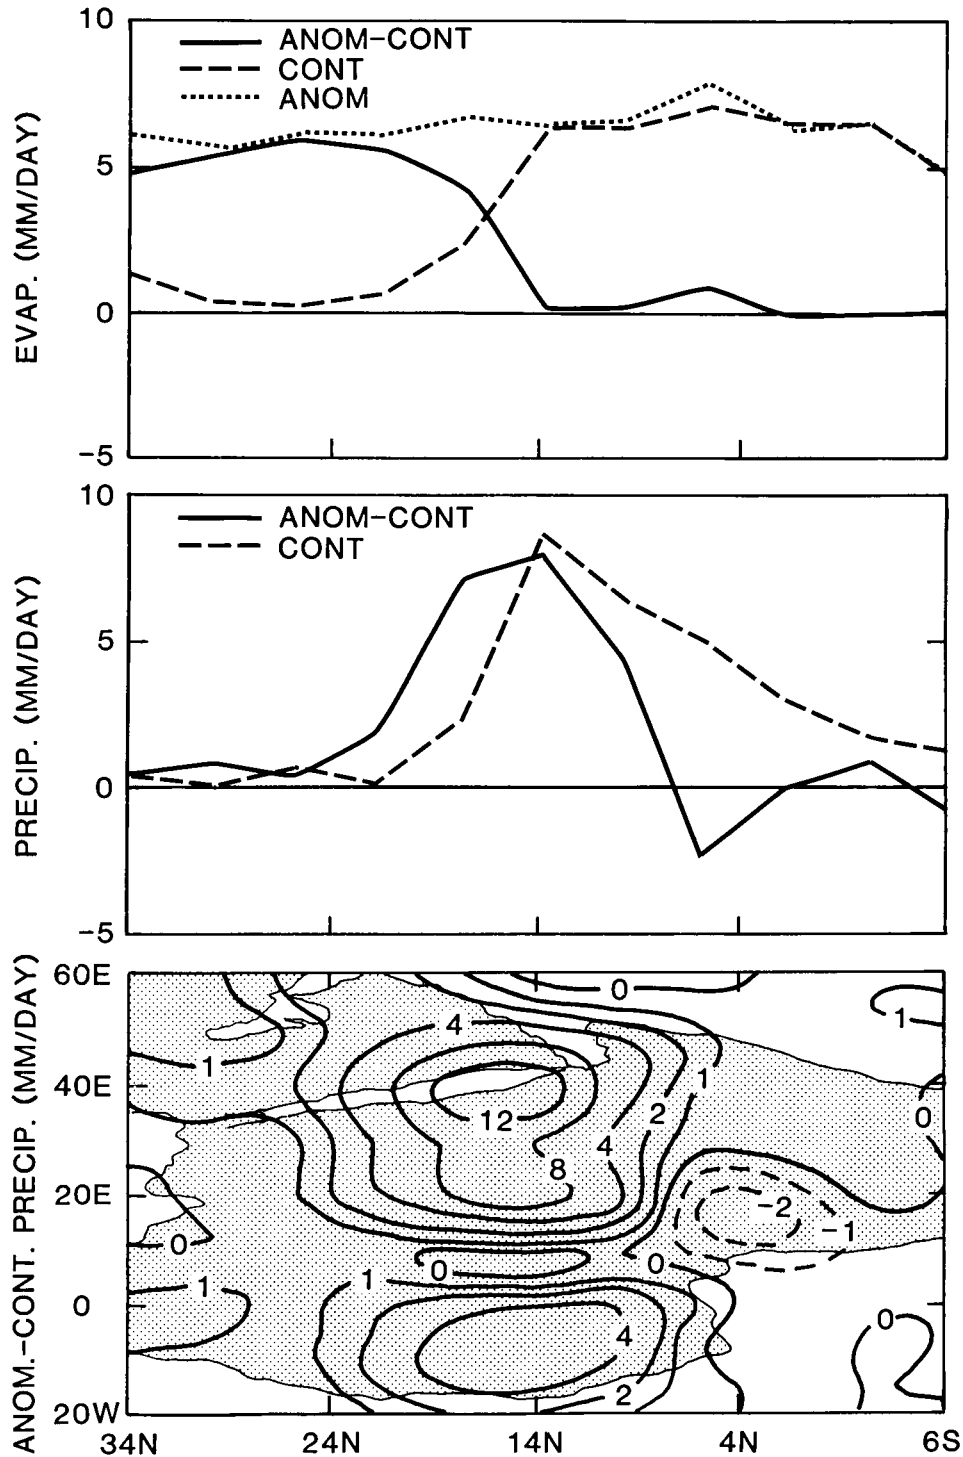 10
ANOM-CONT
CONT
ANOM
5
0
-5
EVAP. (MM/DAY)
10
ANOM-CONT
CONT
5
0
-5
PRECIP. (MM/DAY)
60E
0
1
4
1
40E
1
12
2
0
4
8
20E
-2
-1
0
0
0
1
1
0
0
4
2
20W
ANOM.-CONT. PRECIP. (MM/DAY)
34N
24N
14N
4N
6S